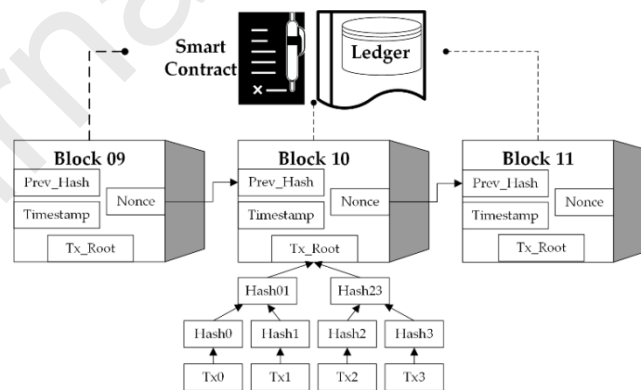 Smart
Contract
Ledger
Block 09
Prev_Hash
Timestamp
Nonce
Tx_Root
Block 10
Prev_Hash
Timestamp
Nonce
Tx_Root
Block 11
Prev_Hash
Timestamp
Nonce
Tx_Root
Hash01
Hash23
Hash0
Hash1
Hash2
Hash3
Tx0
Tx1
Tx2
Tx3